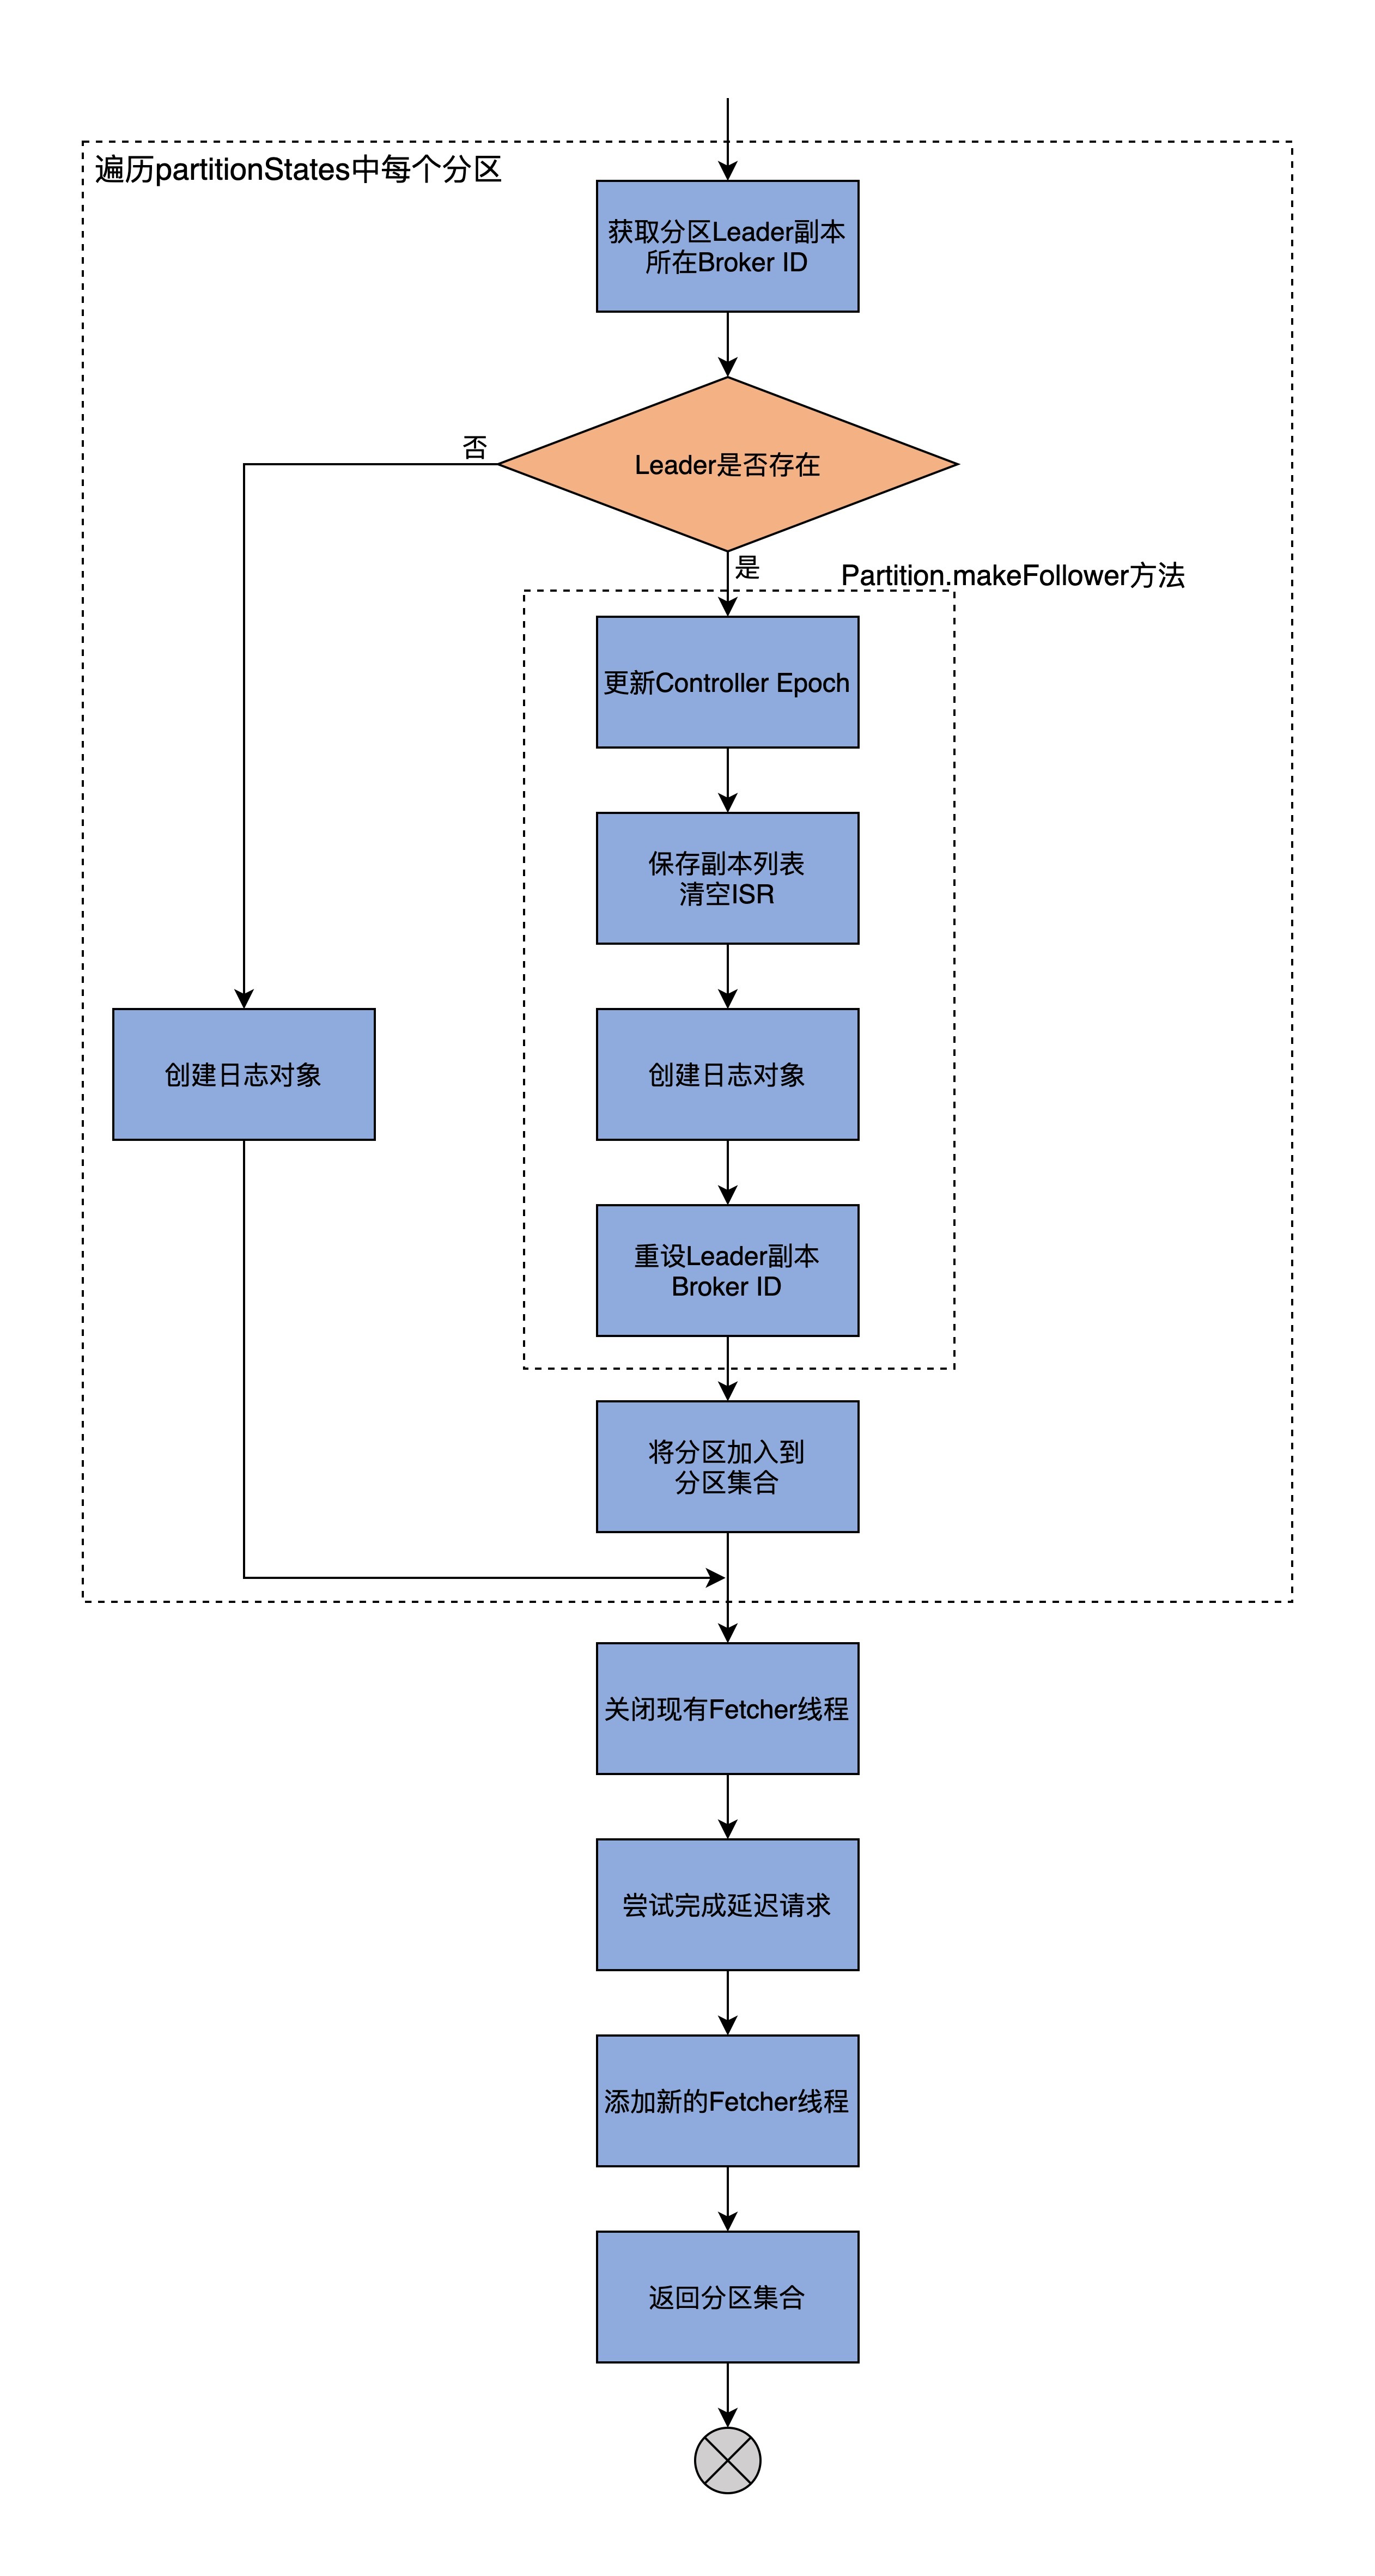 遍历partitionStates中每个分区
获取分区Leader副本
所在Broker ID
否
Leader是否存在
是
Partition.makeFollower方法
更新Controller Epoch
保存副本列表
清空ISR
创建日志对象
创建日志对象
重设Leader副本
Broker ID
将分区加入到
分区集合
关闭现有Fetcher线程
尝试完成延迟请求
添加新的Fetcher线程
返回分区集合